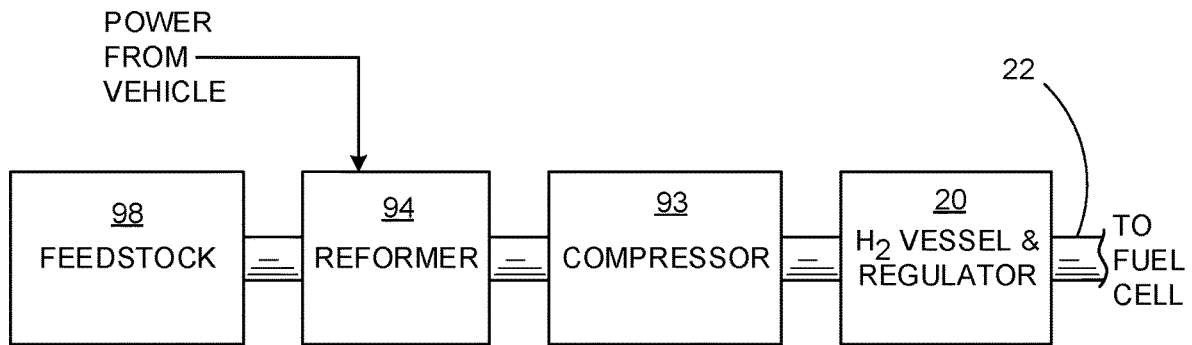 POWER
FROM
VEHICLE
22
98
FEEDSTOCK
94
REFORMER
93
COMPRESSOR
20
H2 VESSEL &
REGULATOR
TO
FUEL
CELL